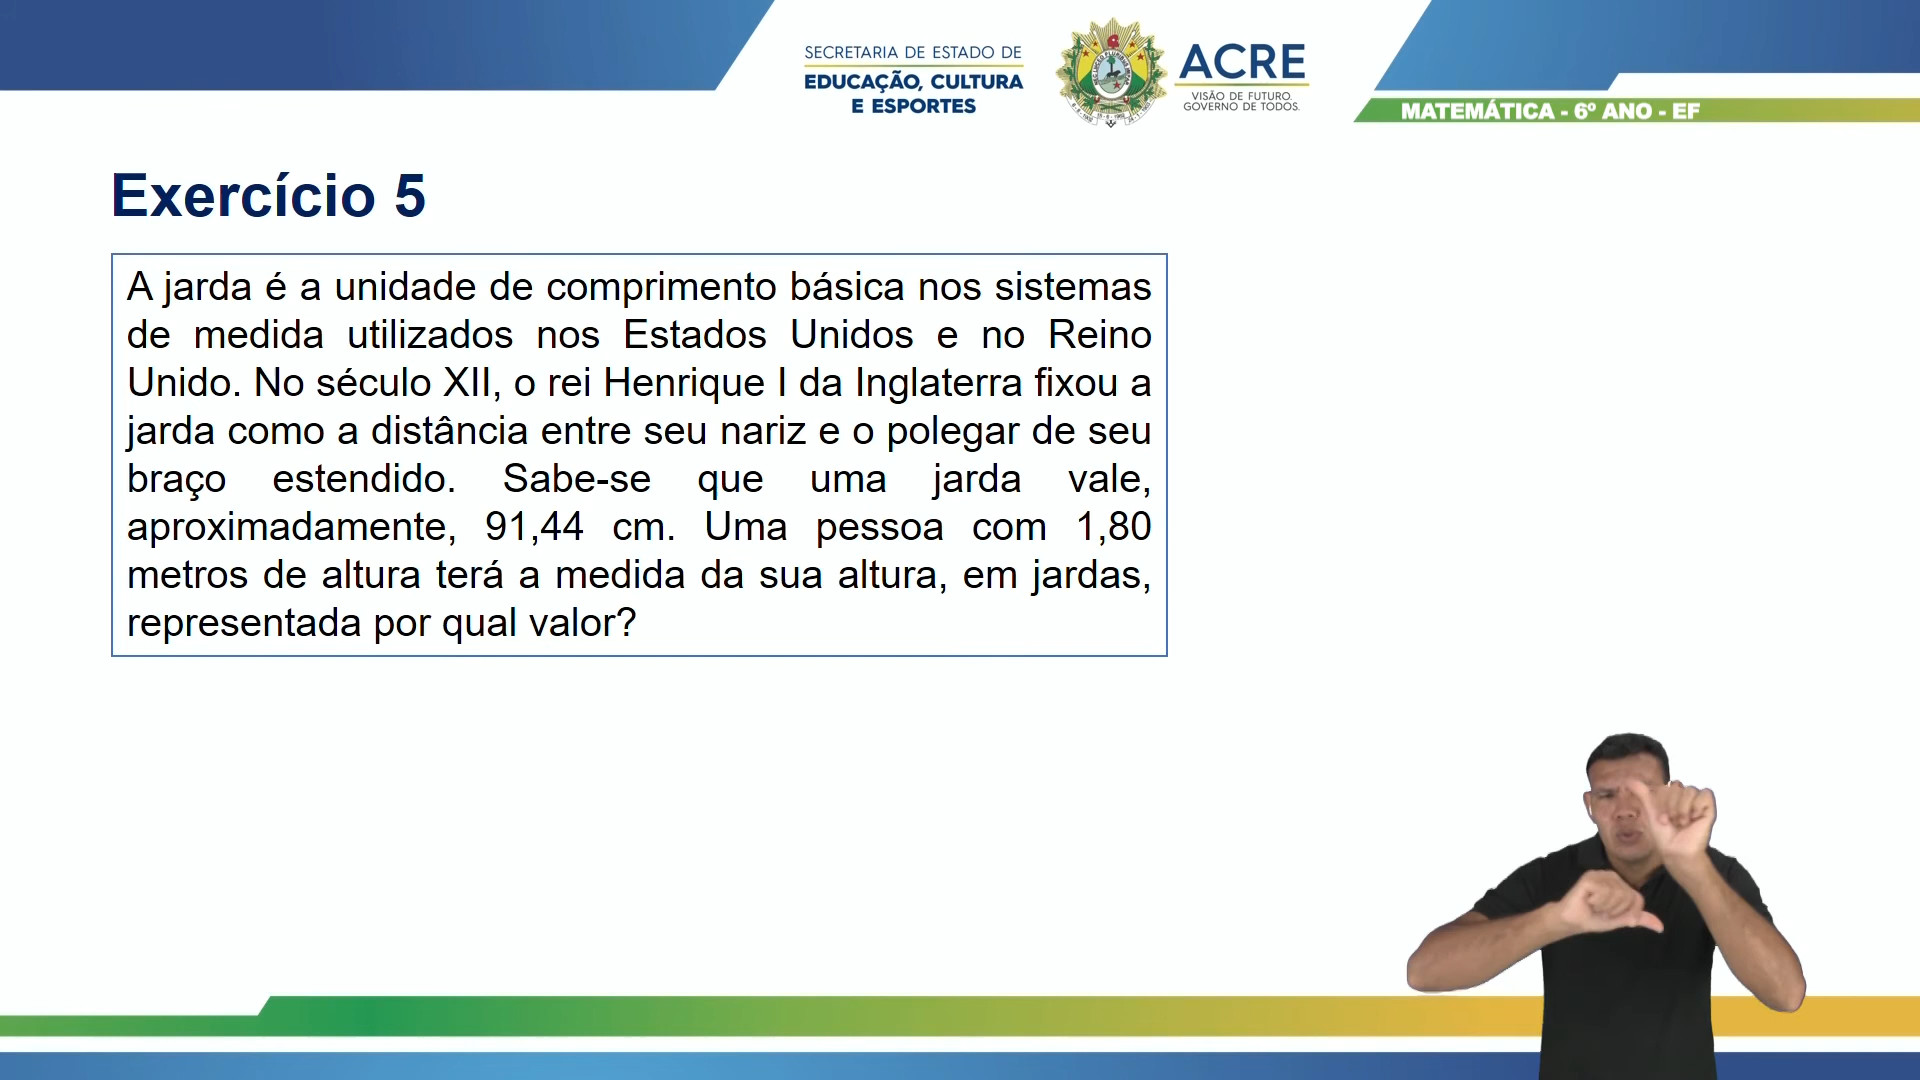 SECRETARIA DE ESTADO DE
EDUCAÇÃO, CULTURA
E ESPORTES
ACRE
VISÃO DE FUTURO.
GOVERNO DE TODOS.
MATEMÁTICA - 6º ANO - EF
Exercício 5
A jarda é a unidade de comprimento básica nos sistemas
de medida utilizados nos Estados Unidos e no Reino
Unido. No século XII, o rei Henrique I da Inglaterra fixou a
jarda como a distância entre seu nariz e o polegar de seu
braço estendido. Sabe-se que uma jarda vale,
aproximadamente, 91,44 cm. Uma pessoa com 1,80
metros de altura terá a medida da sua altura, em jardas,
representada por qual valor?